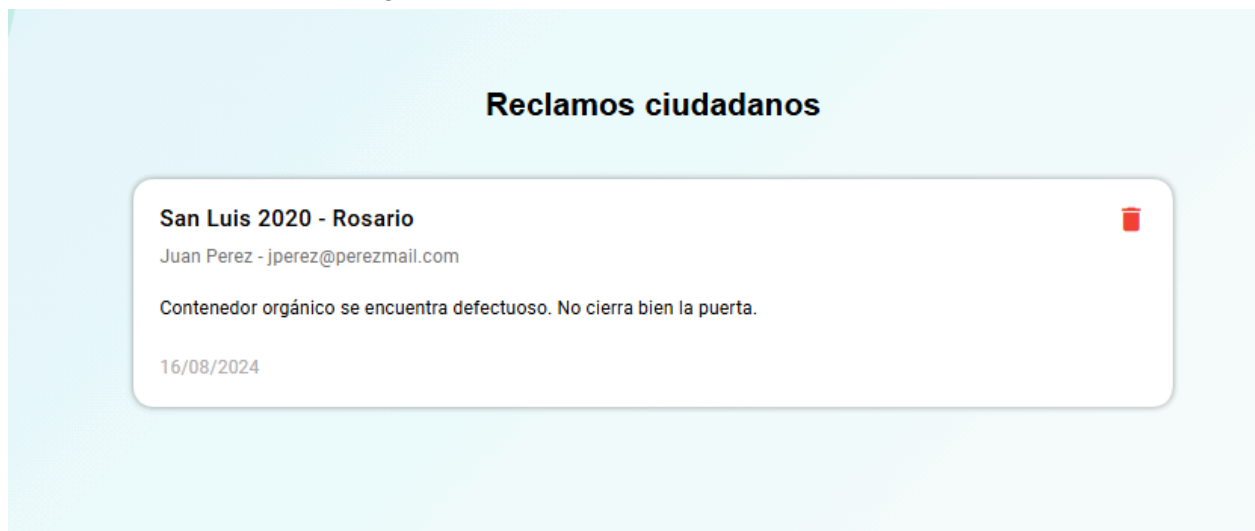 Reclamos ciudadanos
San Luis 2020 - Rosario
Juan Perez - jperez@perezmail.com
Contenedor orgánico se encuentra defectuoso. No cierra bien la puerta.
16/08/2024